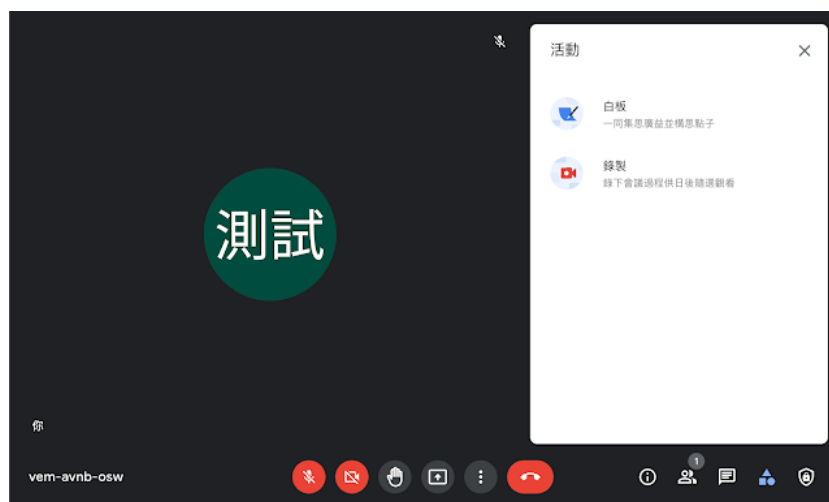 活動
白板
一同集思廣益並構思點子
錄製
錄下會議過程供日後隨選觀看
測試
你
vem-avnb-osw
1